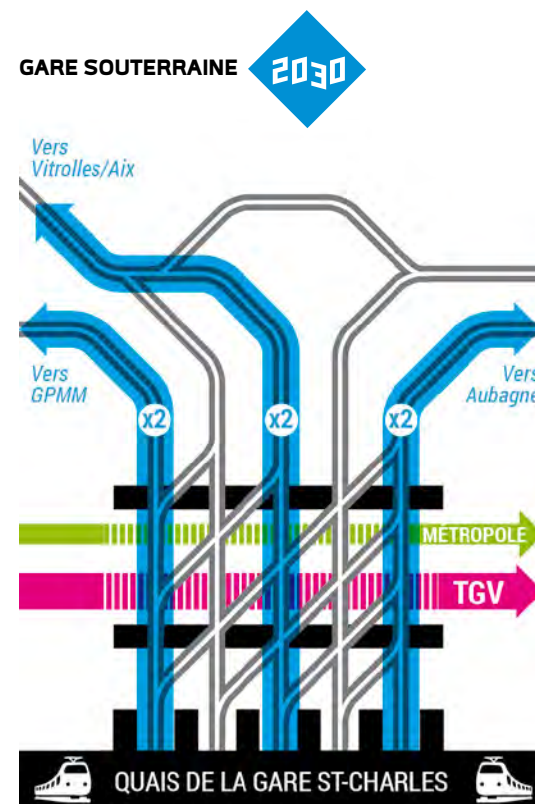 GARE SOUTERRAINE 2030
Vers
Vitrolles/Aix
Vers
GPMM
Vers
Aubagne
x2
x2
x2
MÉTROPOLE
TGV
QUAIS DE LA GARE ST-CHARLES